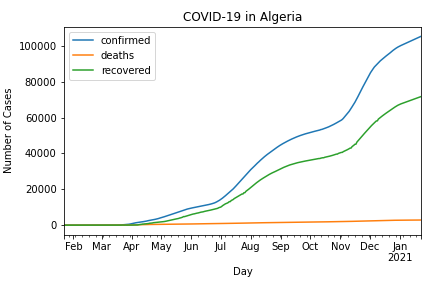 COVID-19 in Algeria
confirmed
deaths
recovered
Number of Cases
100000
80000
60000
40000
20000
0
Feb Mar Apr May Jun Jul Aug Sep Oct Nov Dec Jan
2021
Day